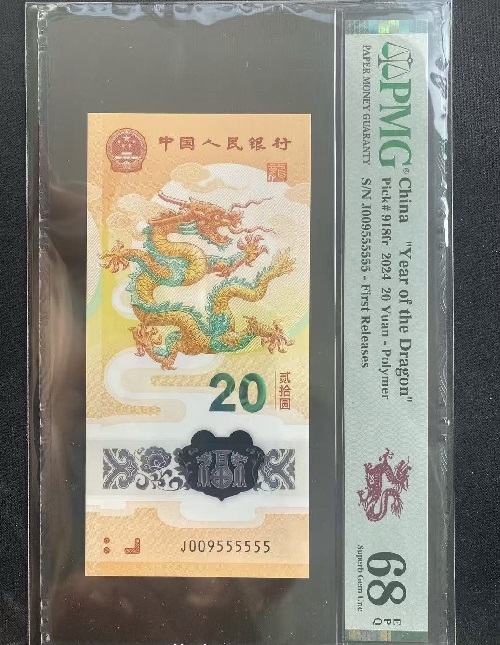 中国人民银行
20
贰拾圆
J009555555
PMG
PAPER MONEY GUARANTY
China "Year of the Dragon"
Pick# 918fr 2024 20 Yuan - Polymer
S/N J009555555 - First Releases
68
EPQ
Superb Gem Unc